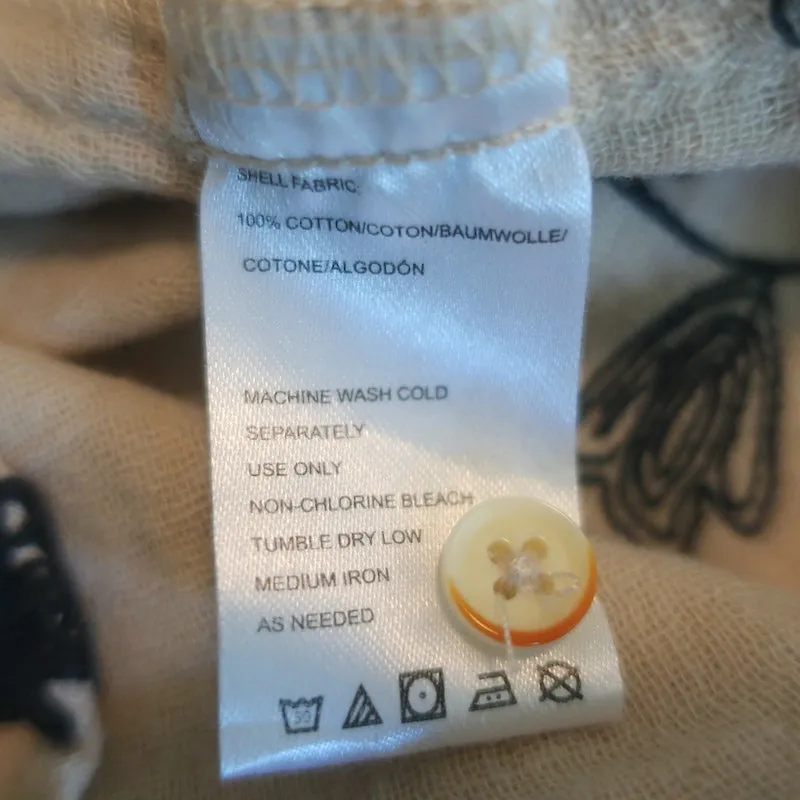 SHELL FABRIC:
100% COTTON/COTON/BAUMWOLLE/
COTONE/ALGODÓN
MACHINE WASH COLD
SEPARATELY
USE ONLY
NON-CHLORINE BLEACH
TUMBLE DRY LOW
MEDIUM IRON
AS NEEDED
30